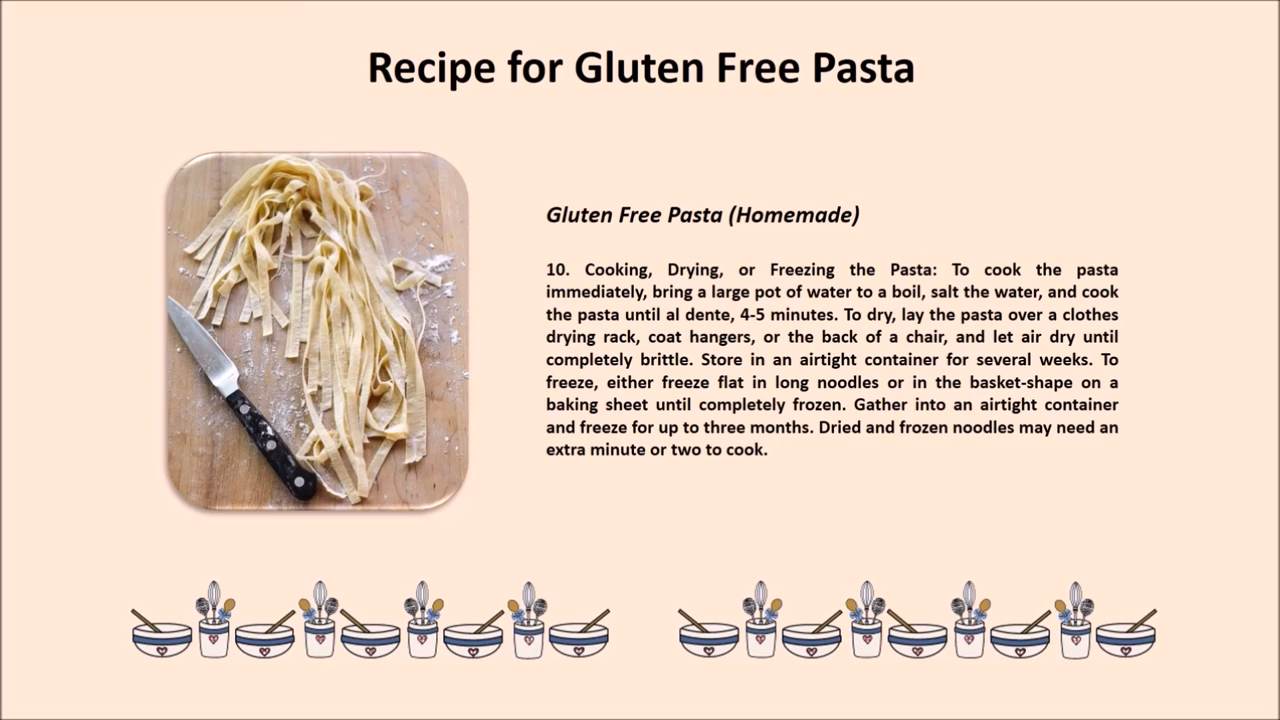 Recipe for Gluten Free Pasta
Gluten Free Pasta (Homemade)
10. Cooking, Drying, or Freezing the Pasta: To cook the pasta
immediately, bring a large pot of water to a boil, salt the water, and cook
the pasta until al dente, 4-5 minutes. To dry, lay the pasta over a clothes
drying rack, coat hangers, or the back of a chair, and let air dry until
completely brittle. Store in an airtight container for several weeks. To
freeze, either freeze flat in long noodles or in the basket-shape on a
baking sheet until completely frozen. Gather into an airtight container
and freeze for up to three months. Dried and frozen noodles may need an
extra minute or two to cook.